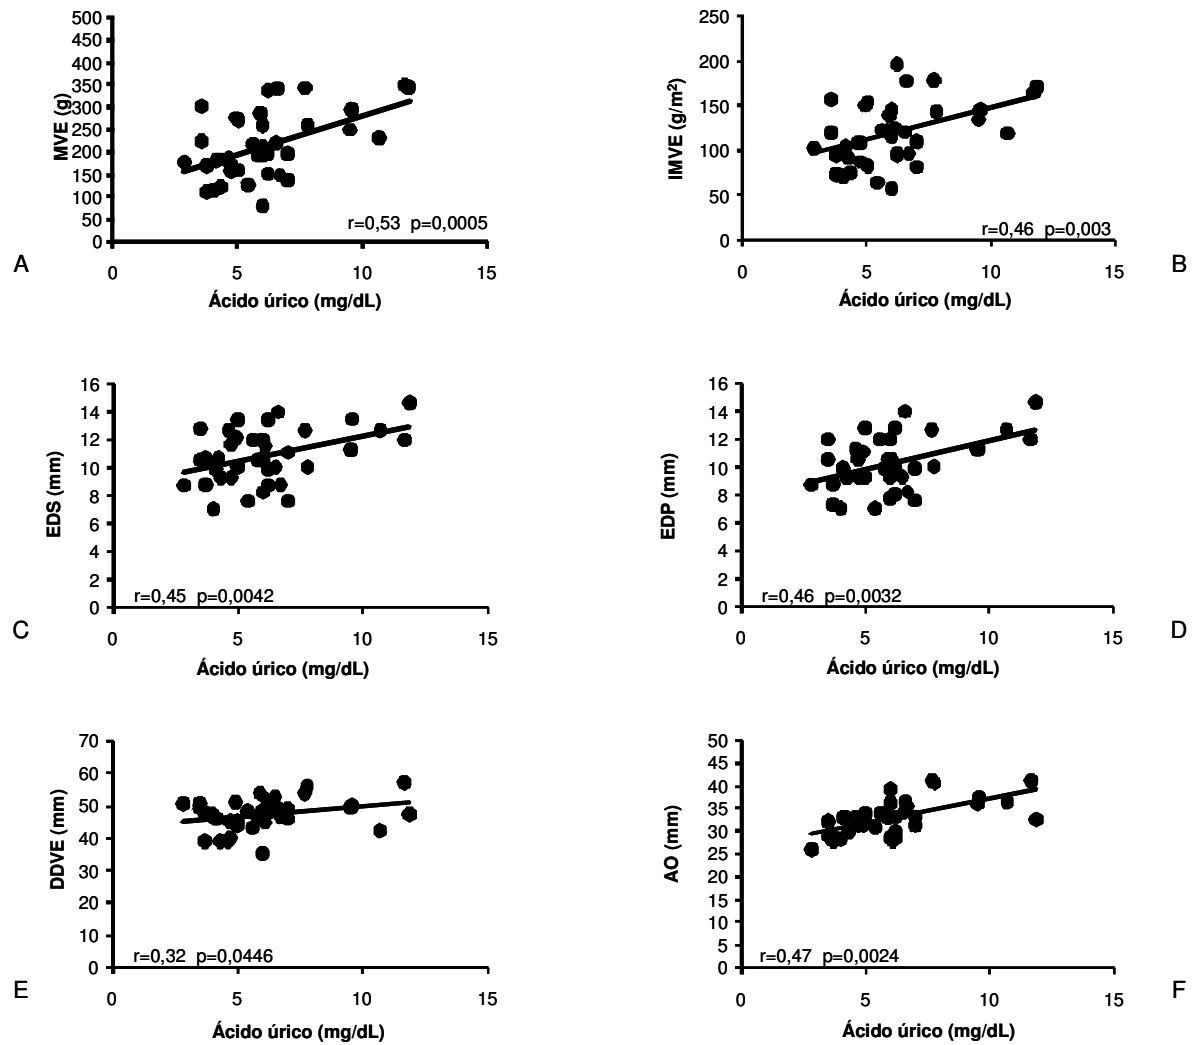 500
450
400
350
300
250
200
150
100
50
0
MVE (g)
r=0,53 p=0,0005
0 5 10 15
Ácido úrico (mg/dL)
A
250
200
150
100
50
0
IMVE (g/m²)
r=0,46 p=0,003
0 5 10 15
Ácido úrico (mg/dL)
B
16
14
12
10
8
6
4
2
0
EDS (mm)
r=0,45 p=0,0042
0 5 10 15
Ácido úrico (mg/dL)
C
16
14
12
10
8
6
4
2
0
EDP (mm)
r=0,46 p=0,0032
0 5 10 15
Ácido úrico (mg/dL)
D
70
60
50
40
30
20
10
0
DDVE (mm)
r=0,32 p=0,0446
0 5 10 15
Ácido úrico (mg/dL)
E
50
45
40
35
30
25
20
15
10
5
0
AO (mm)
r=0,47 p=0,0024
0 5 10 15
Ácido úrico (mg/dL)
F